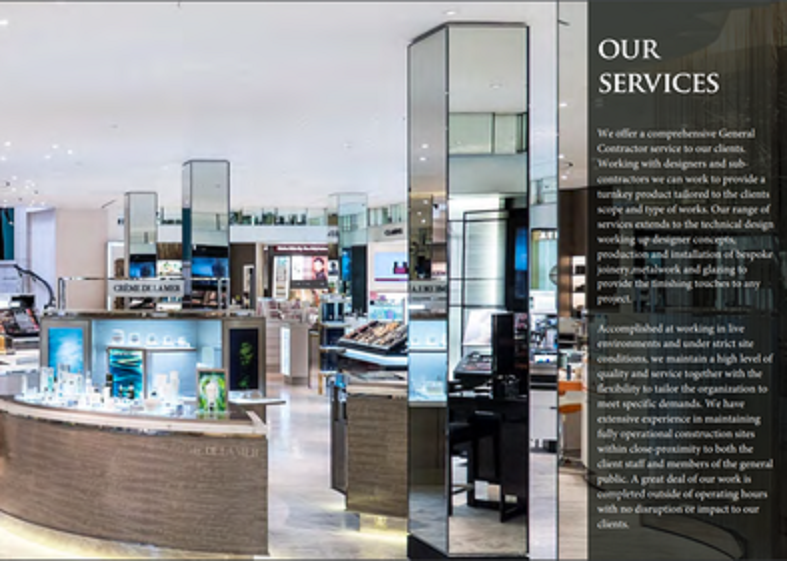 OUR
SERVICES
We offer a comprehensive General
Contractor service to our clients.
Working with designers and sub-
contractors we can work to provide a
turnkey product tailored to the clients
scope and type of works. Our range of
services extends to the technical design
working up designer concepts,
production and installation of bespoke
joinery,metalwork and glazing to
provide the finishing touches to any
project.
Accomplished at working in live
environments and under strict site
conditions, we maintain a high level of
quality and service together with the
flexibility to tailor the organization to
meet specific demands. We have
extensive experience in maintaining
fully operational construction sites
within close-proximity to both the
client staff and members of the general
public. A great deal of our work is
completed outside of operating hours
with no disruption or impact to our
clients.
CRÈME DE LA MER
DE LA MER